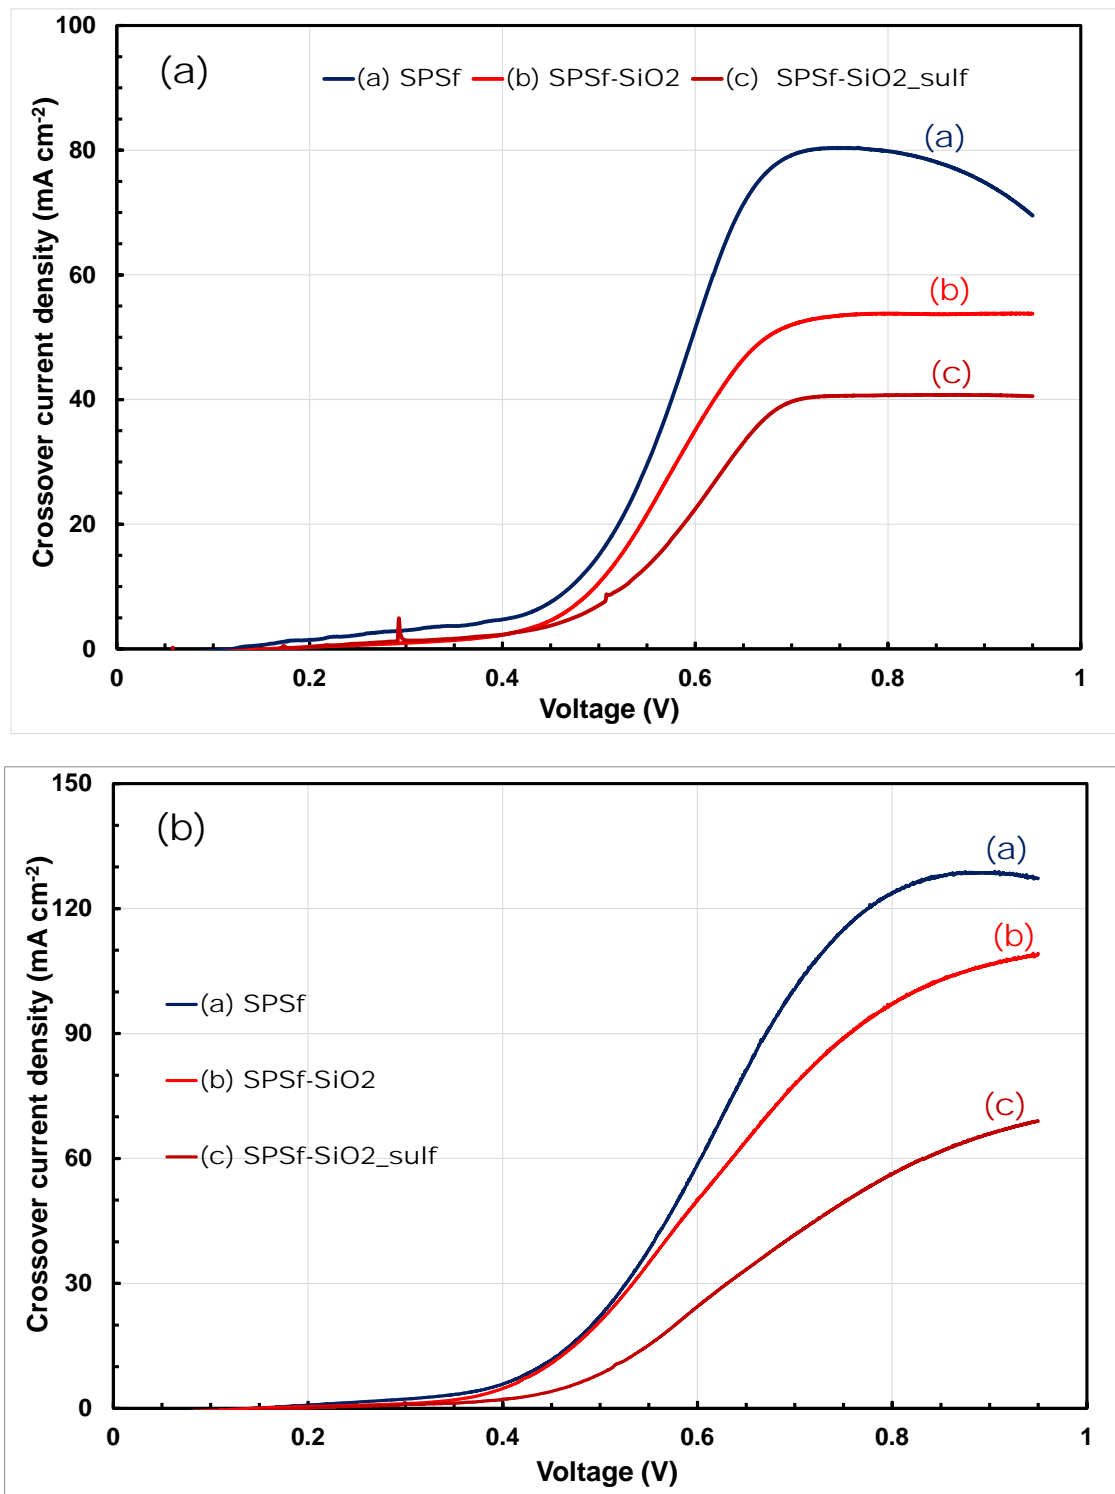 100
80
60
40
20
0
Crossover current density (mA cm-2)
(a)
(a) SPSf (b) SPSf-SiO2 (c) SPSf-SiO2_sulf
(a)
(b)
(c)
0 0.2 0.4 0.6 0.8 1
Voltage (V)
150
120
90
60
30
0
Crossover current density (mA cm-2)
(b)
(a) SPSf
(b) SPSf-SiO2
(c) SPSf-SiO2_sulf
(a)
(b)
(c)
0 0.2 0.4 0.6 0.8 1
Voltage (V)